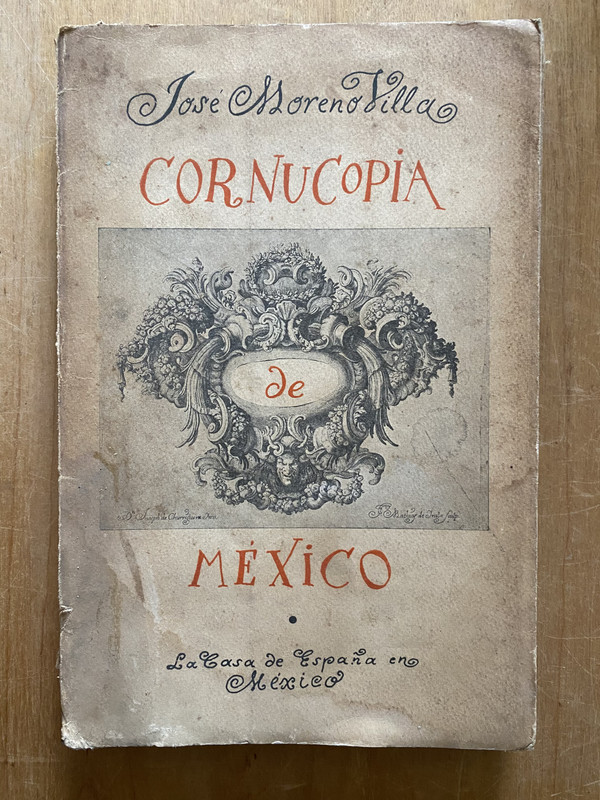 José Moreno Villa
CORNUCOPIA
de
MÉXICO
La Casa de España en
México